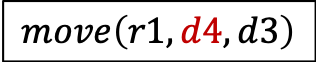 move(r1, d4, d3)